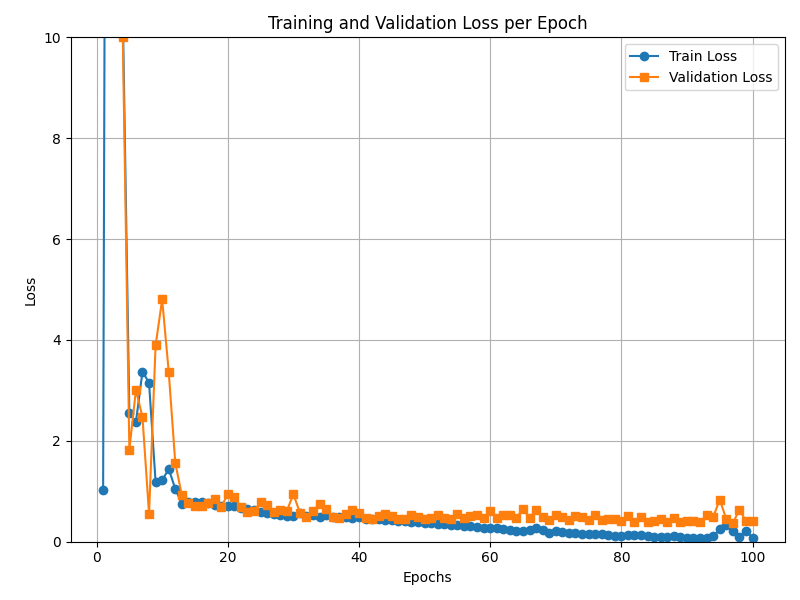 Training and Validation Loss per Epoch
Train Loss
Validation Loss
Loss
10
8
6
4
2
0
0 20 40 60 80 100
Epochs